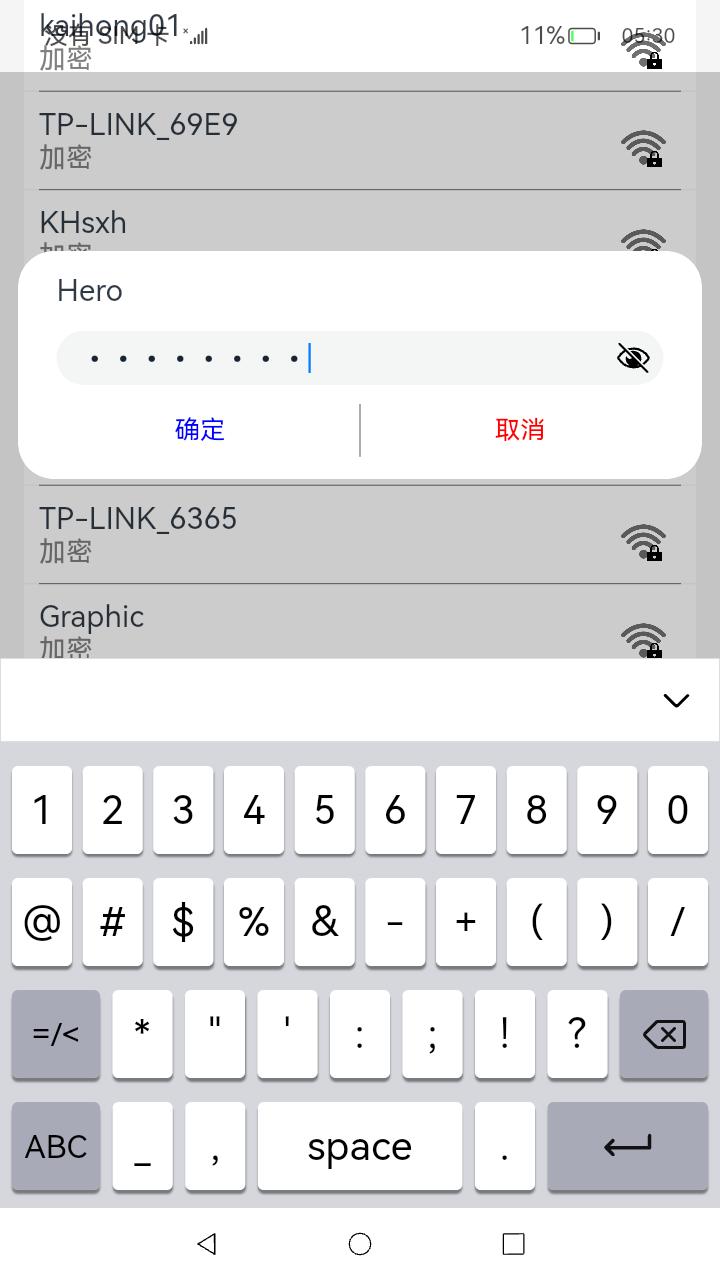 kaihong01
没有 SIM 卡
11%
05:30
加密
TP-LINK_69E9
加密
KHsxh
加密
Hero
• • • • • • • •
确定
取消
TP-LINK_6365
加密
Graphic
加密
1 2 3 4 5 6 7 8 9 0
@ # $ % & - + ( ) /
=/< * " ' : ; ! ?
ABC _ , space .